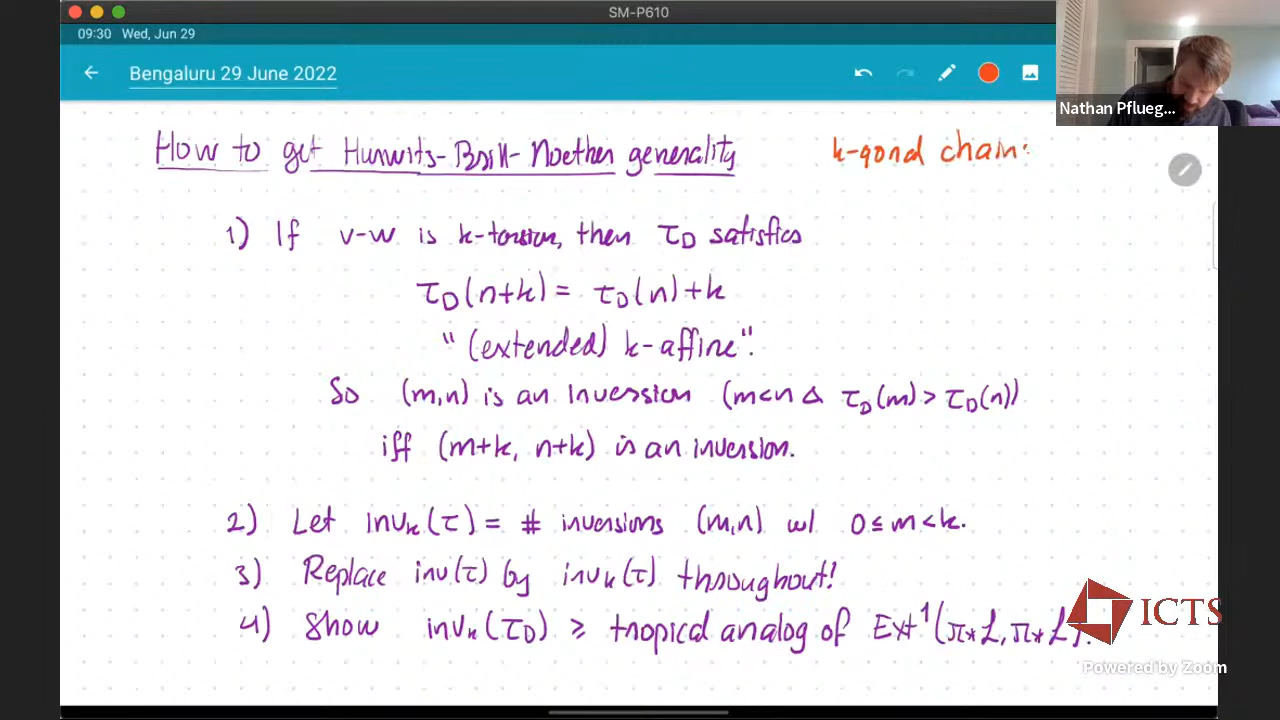 SM-P610
09:30 Wed, Jun 29
Bengaluru 29 June 2022
Nathan Pflueg...
How to get Hurwitz-Brill-Noether generality
k-gonal chain:
1) If v-w is k-torsion, then τ_D satisfies
τ_D(n+k) = τ_D(n)+k
"(extended) k-affine".
So (m,n) is an inversion (m<n & τ_D(m) > τ_D(n))
iff (m+k, n+k) is an inversion.
2) Let inv_k(τ) = # inversions (m,n) w/ 0 ≤ m < k.
3) Replace inv(τ) by inv_k(τ) throughout!
4) Show inv_k(τ_D) ≥ tropical analog of Ext^1(π_*L, π_*L).
ICTS
Powered by Zoom